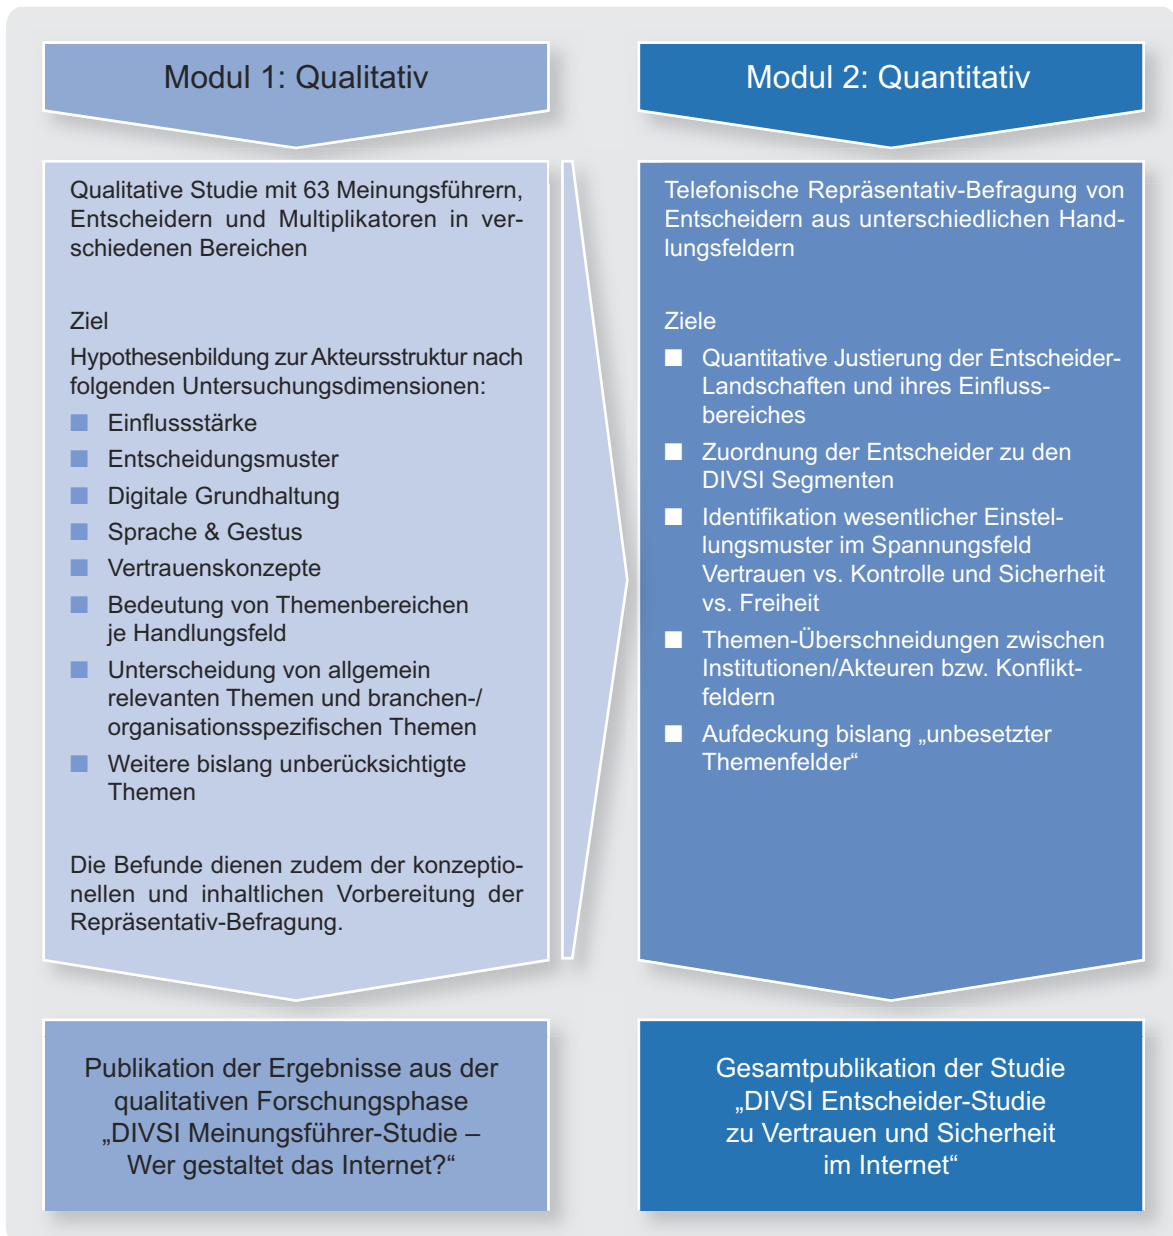 Modul 1: Qualitativ
Qualitative Studie mit 63 Meinungsführern,
Entscheidern und Multiplikatoren in ver-
schiedenen Bereichen
Ziel
Hypothesenbildung zur Akteursstruktur nach
folgenden Untersuchungsdimensionen:
■ Einflussstärke
■ Entscheidungsmuster
■ Digitale Grundhaltung
■ Sprache & Gestus
■ Vertrauenskonzepte
■ Bedeutung von Themenbereichen
je Handlungsfeld
■ Unterscheidung von allgemein
relevanten Themen und branchen-/
organisationsspezifischen Themen
■ Weitere bislang unberücksichtigte
Themen
Die Befunde dienen zudem der konzeptio-
nellen und inhaltlichen Vorbereitung der
Repräsentativ-Befragung.
Publikation der Ergebnisse aus der
qualitativen Forschungsphase
„DIVSI Meinungsführer-Studie –
Wer gestaltet das Internet?“
Modul 2: Quantitativ
Telefonische Repräsentativ-Befragung von
Entscheidern aus unterschiedlichen Hand-
lungsfeldern
Ziele
■ Quantitative Justierung der Entscheider-
Landschaften und ihres Einfluss-
bereiches
■ Zuordnung der Entscheider zu den
DIVSI Segmenten
■ Identifikation wesentlicher Einstel-
lungsmuster im Spannungsfeld
Vertrauen vs. Kontrolle und Sicherheit
vs. Freiheit
■ Themen-Überschneidungen zwischen
Institutionen/Akteuren bzw. Konflikt-
feldern
■ Aufdeckung bislang „unbesetzter
Themenfelder“
Gesamtpublikation der Studie
„DIVSI Entscheider-Studie
zu Vertrauen und Sicherheit
im Internet“